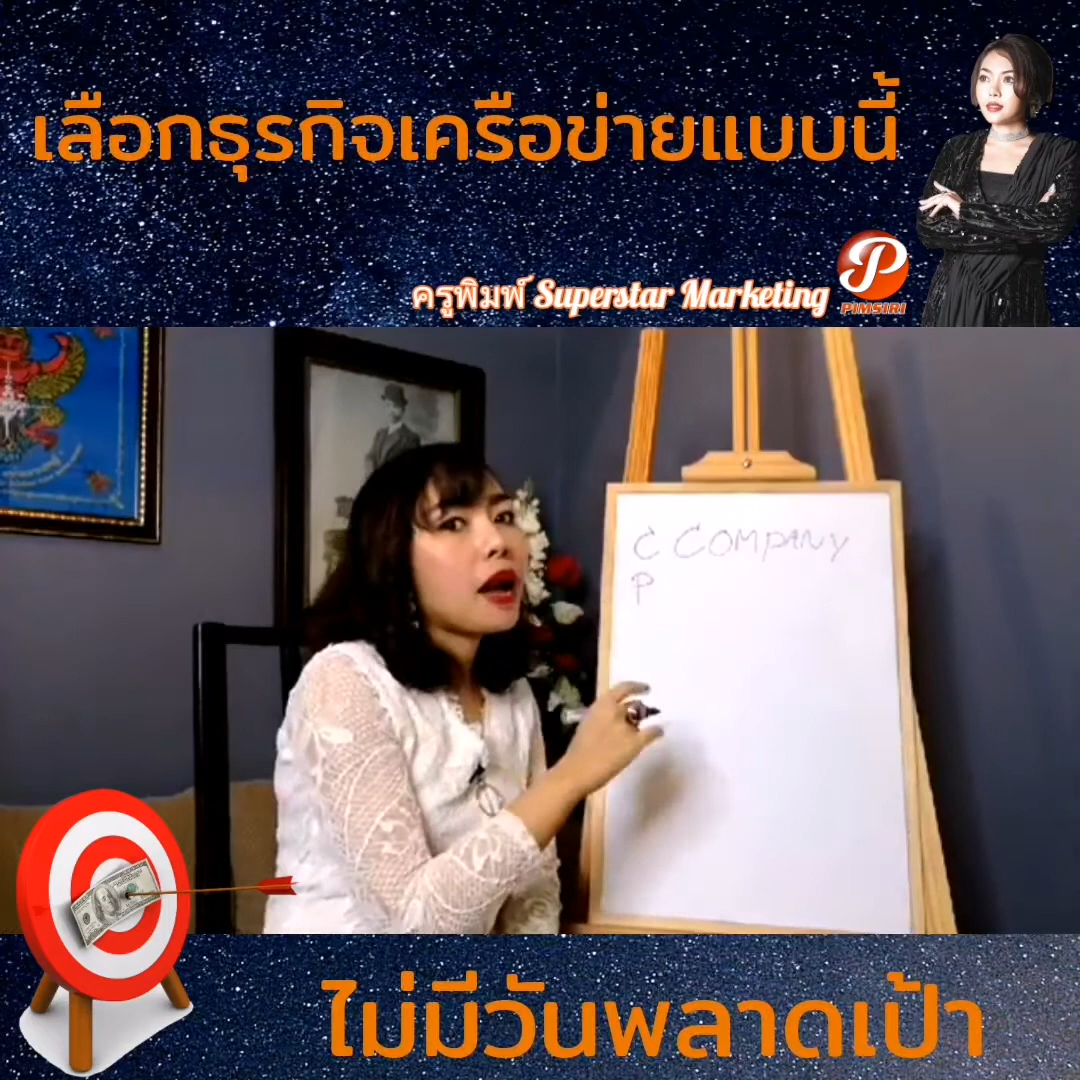 เลือกธุรกิจเครือข่ายแบบนี้
ครูพิมพ์ Superstar Marketing
P
PIMSIRI
C COMPANY
P
ไม่มีวันพลาดเป้า